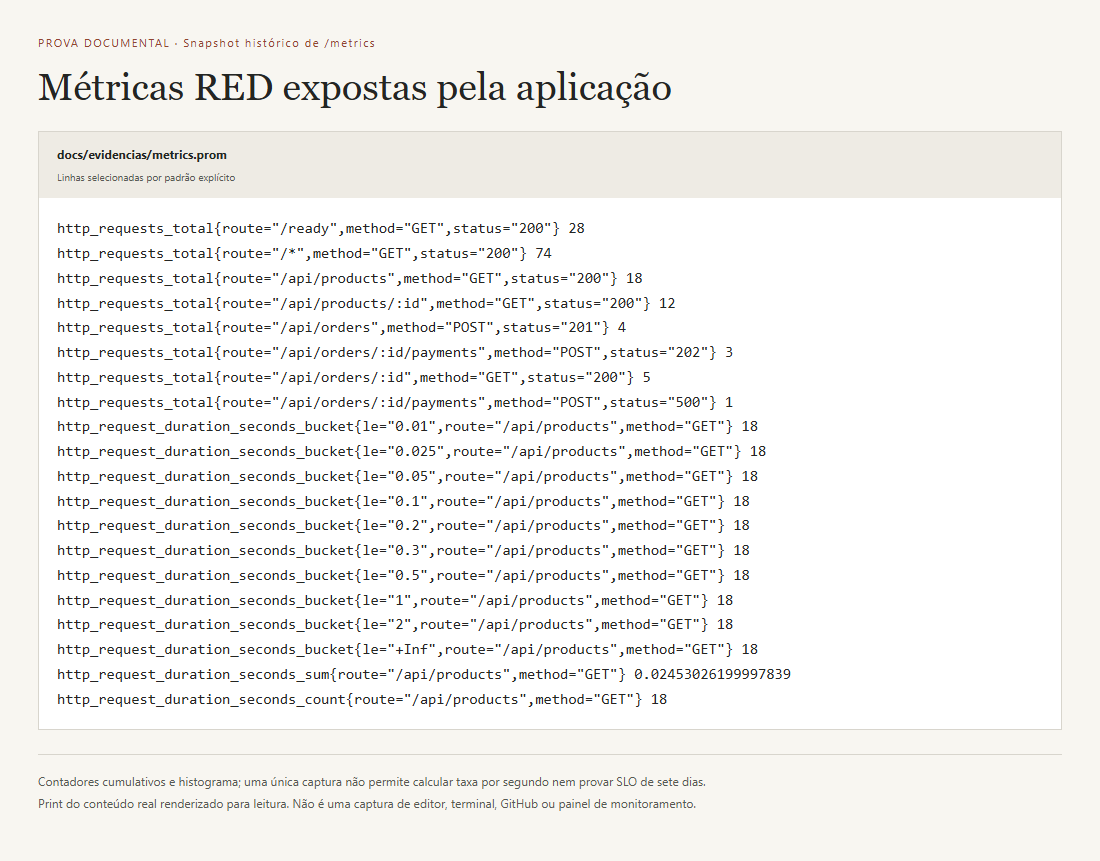 PROVA DOCUMENTAL · Snapshot histórico de /metrics
Métricas RED expostas pela aplicação
docs/evidencias/metrics.prom
Linhas selecionadas por padrão explícito
http_requests_total{route="/ready",method="GET",status="200"} 28
http_requests_total{route="/*",method="GET",status="200"} 74
http_requests_total{route="/api/products",method="GET",status="200"} 18
http_requests_total{route="/api/products/:id",method="GET",status="200"} 12
http_requests_total{route="/api/orders",method="POST",status="201"} 4
http_requests_total{route="/api/orders/:id/payments",method="POST",status="202"} 3
http_requests_total{route="/api/orders/:id",method="GET",status="200"} 5
http_requests_total{route="/api/orders/:id/payments",method="POST",status="500"} 1
http_request_duration_seconds_bucket{le="0.01",route="/api/products",method="GET"} 18
http_request_duration_seconds_bucket{le="0.025",route="/api/products",method="GET"} 18
http_request_duration_seconds_bucket{le="0.05",route="/api/products",method="GET"} 18
http_request_duration_seconds_bucket{le="0.1",route="/api/products",method="GET"} 18
http_request_duration_seconds_bucket{le="0.2",route="/api/products",method="GET"} 18
http_request_duration_seconds_bucket{le="0.3",route="/api/products",method="GET"} 18
http_request_duration_seconds_bucket{le="0.5",route="/api/products",method="GET"} 18
http_request_duration_seconds_bucket{le="1",route="/api/products",method="GET"} 18
http_request_duration_seconds_bucket{le="2",route="/api/products",method="GET"} 18
http_request_duration_seconds_bucket{le="+Inf",route="/api/products",method="GET"} 18
http_request_duration_seconds_sum{route="/api/products",method="GET"} 0.02453026199997839
http_request_duration_seconds_count{route="/api/products",method="GET"} 18
Contadores cumulativos e histograma; uma única captura não permite calcular taxa por segundo nem provar SLO de sete dias.
Print do conteúdo real renderizado para leitura. Não é uma captura de editor, terminal, GitHub ou painel de monitoramento.